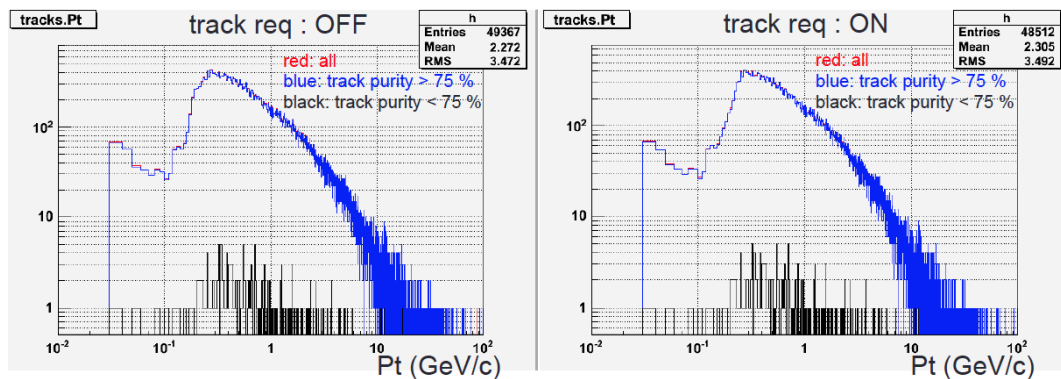 tracks.Pt
track req : OFF
h
Entries 49367
Mean 2.272
RMS 3.472
red: all
blue: track purity > 75 %
black: track purity < 75 %
10²
10
1
10⁻² 10⁻¹ 1 10 10²
Pt (GeV/c)
tracks.Pt
track req : ON
h
Entries 48512
Mean 2.305
RMS 3.492
red: all
blue: track purity > 75 %
black: track purity < 75 %
10²
10
1
10⁻² 10⁻¹ 1 10 10²
Pt (GeV/c)